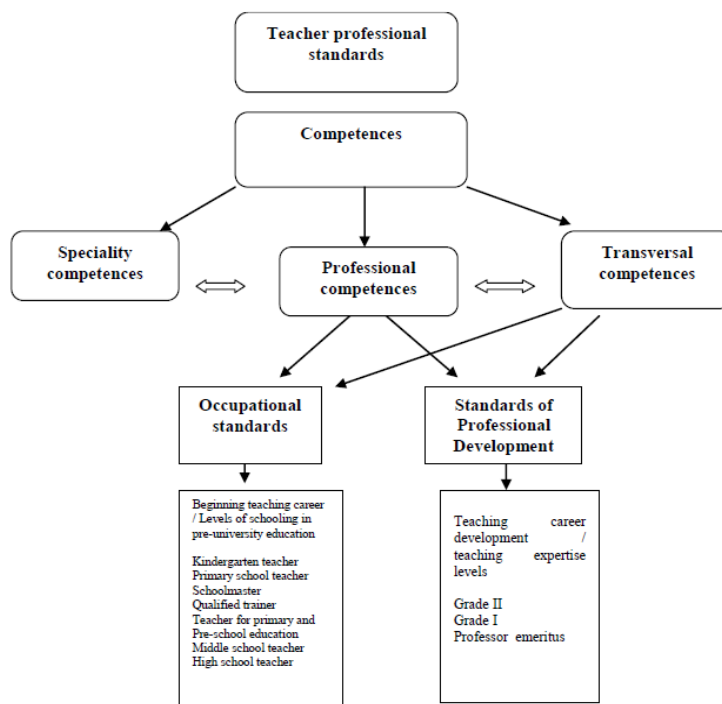 Teacher professional
standards
Competences
Speciality
competences
Professional
competences
Transversal
competences
Occupational
standards
Standards of
Professional
Development
Beginning teaching career
/ Levels of schooling in
pre-university education
Kindergarten teacher
Primary school teacher
Schoolmaster
Qualified trainer
Teacher for primary and
Pre-school education
Middle school teacher
High school teacher
Teaching career
development /
teaching expertise
levels
Grade II
Grade I
Professor emeritus